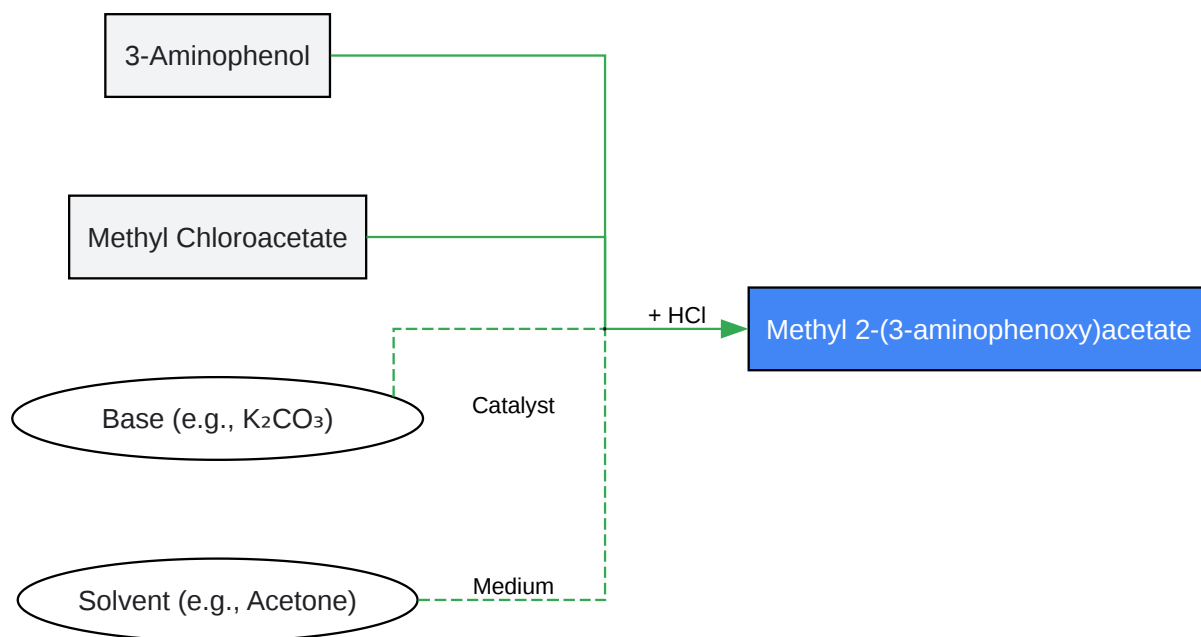 3-Aminophenol
Methyl Chloroacetate
+ HCl
Methyl 2-(3-aminophenoxy)acetate
Base (e.g., K₂CO₃)
Catalyst
Solvent (e.g., Acetone)
Medium